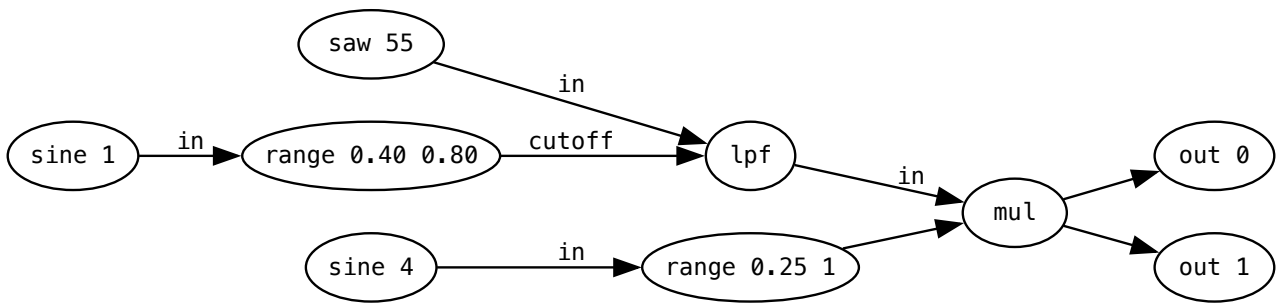 saw 55
in
sine 1
in
range 0.40 0.80
cutoff
lpf
in
mul
out 0
out 1
sine 4
in
range 0.25 1